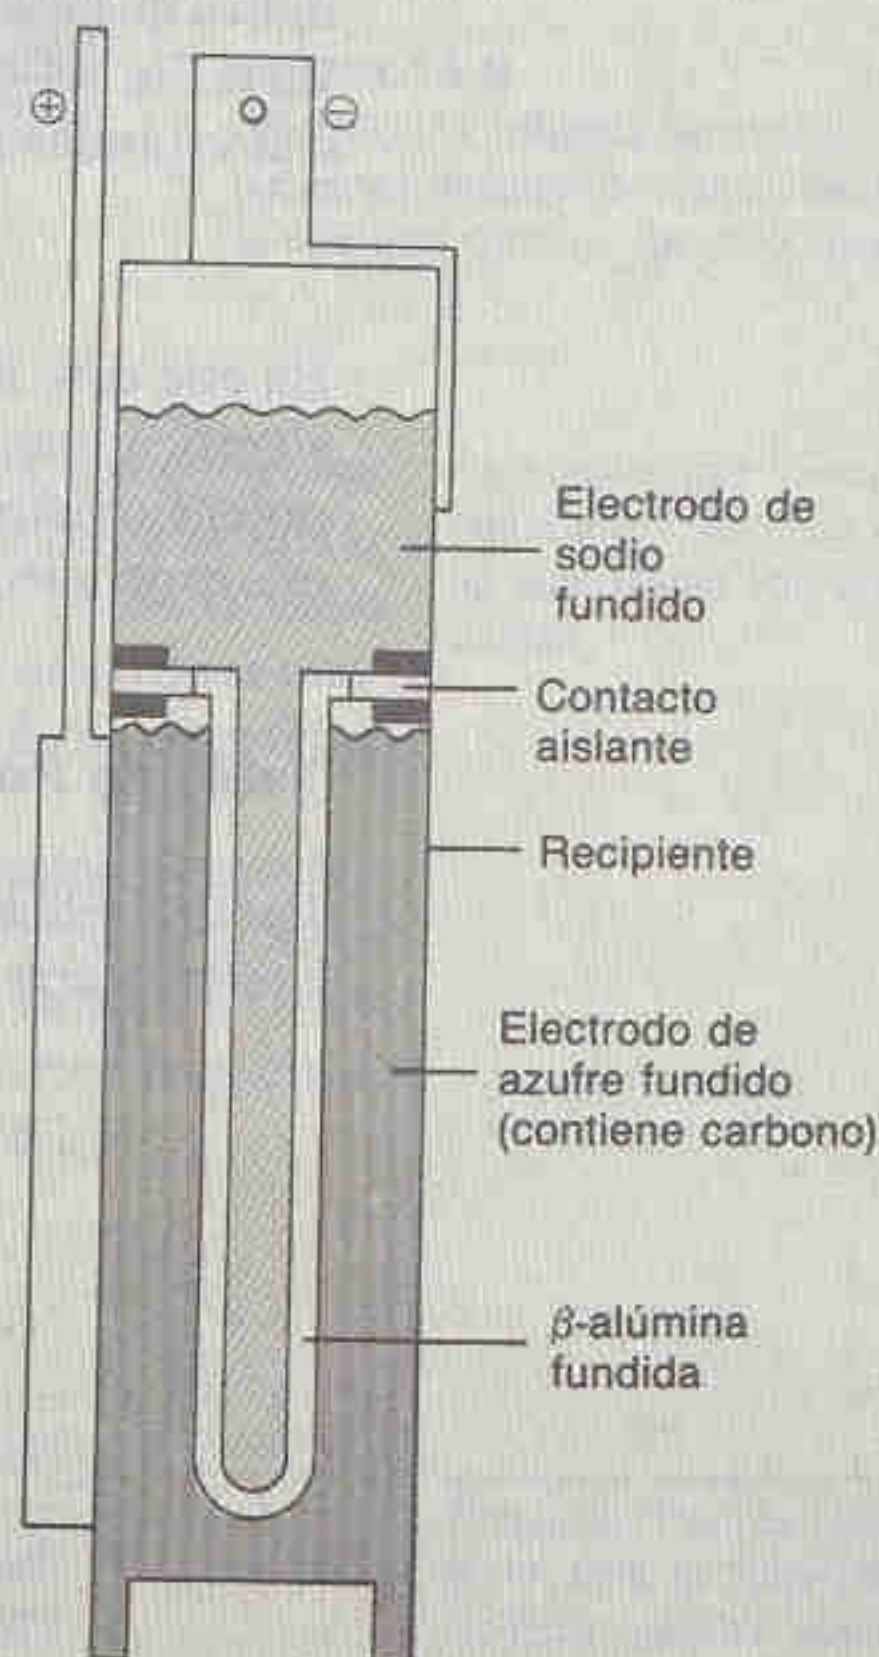 ⊕ ⊖
Electrodo de
sodio
fundido
Contacto
aislante
Recipiente
Electrodo de
azufre fundido
(contiene carbono)
β-alúmina
fundida